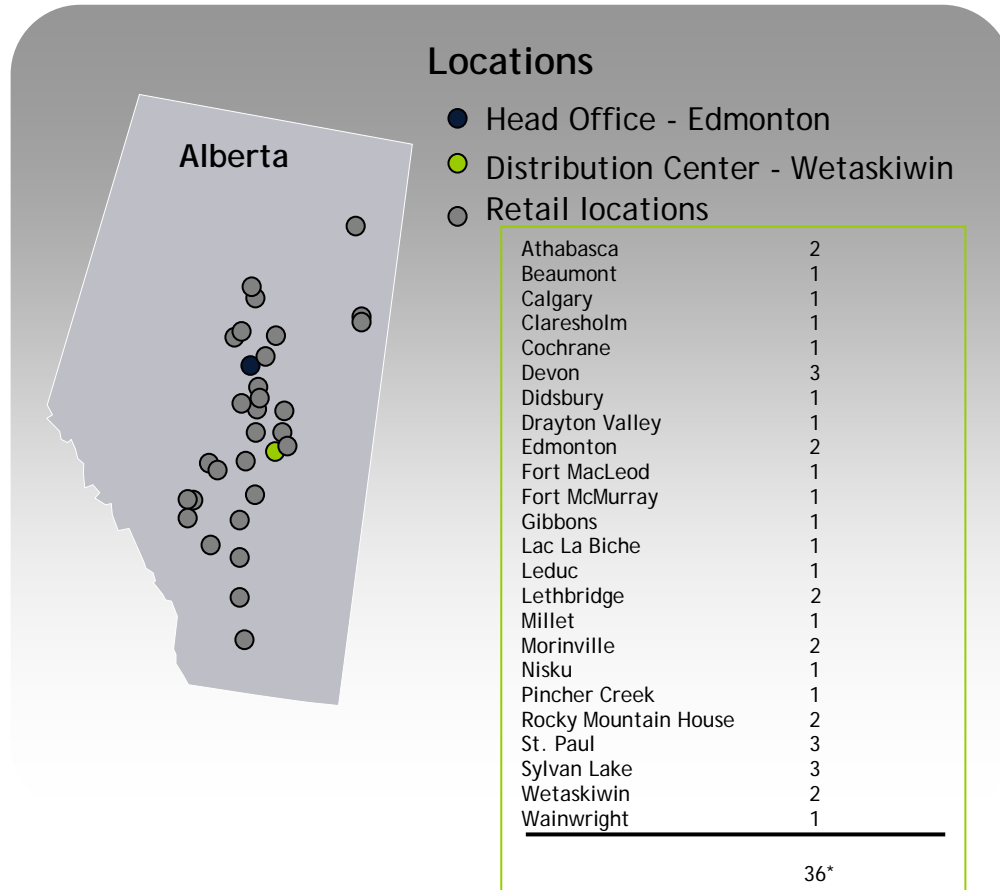 Locations
Alberta
Head Office - Edmonton
Distribution Center - Wetaskiwin
Retail locations
Athabasca 2
Beaumont 1
Calgary 1
Claresholm 1
Cochrane 1
Devon 3
Didsbury 1
Drayton Valley 1
Edmonton 2
Fort MacLeod 1
Fort McMurray 1
Gibbons 1
Lac La Biche 1
Leduc 1
Lethbridge 2
Millet 1
Morinville 2
Nisku 1
Pincher Creek 1
Rocky Mountain House 2
St. Paul 3
Sylvan Lake 3
Wetaskiwin 2
Wainwright 1
36*